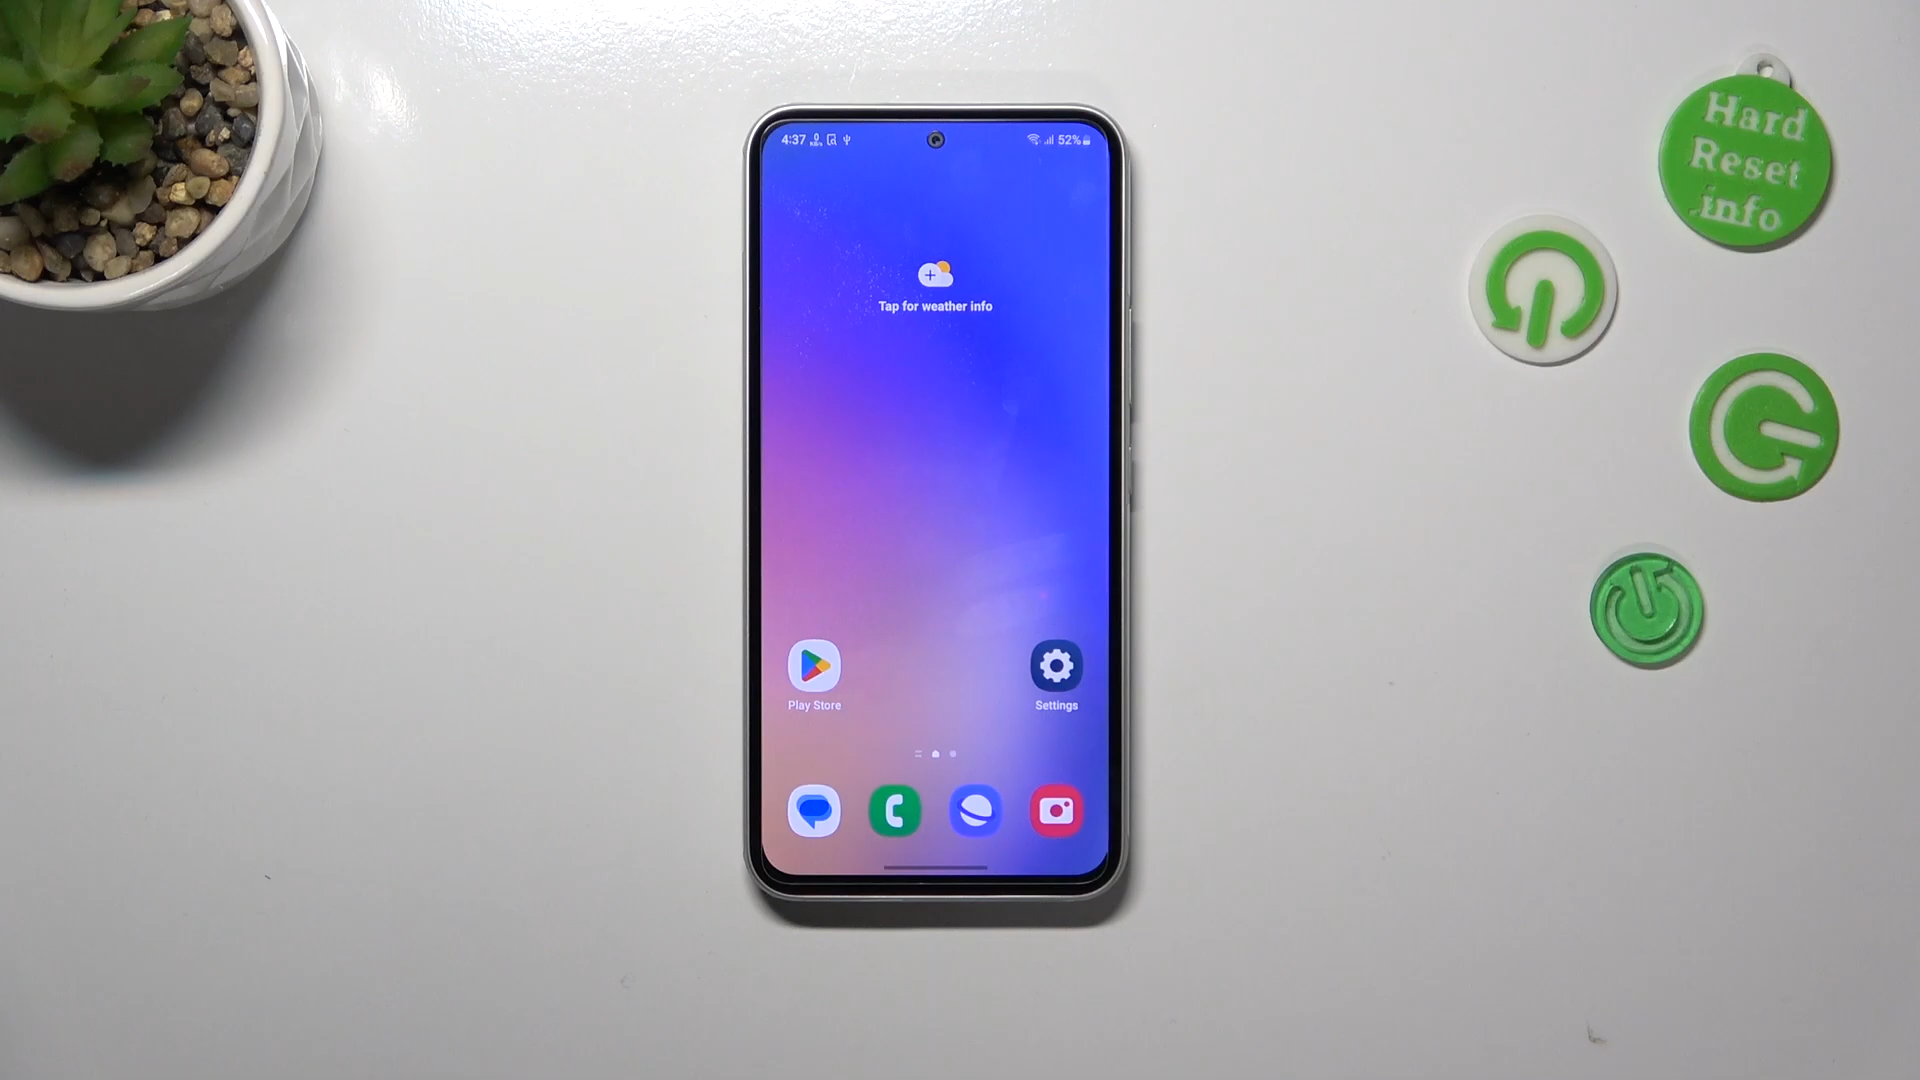 4:37
52%
Tap for weather info
Play Store
Settings
Hard
Reset
info